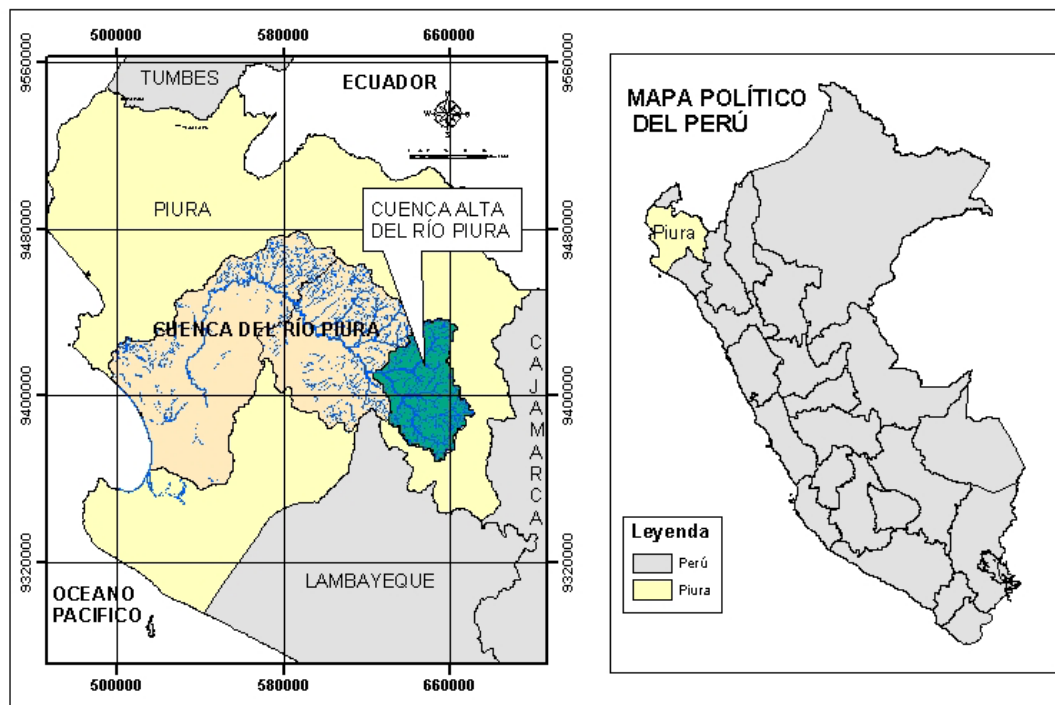 500000
580000
660000
9560000
9480000
9400000
9320000
9560000
9480000
9400000
9320000
TUMBES
ECUADOR
N
W
E
S
PIURA
CUENCA ALTA
DEL RÍO PIURA
CUENCA DEL RÍO PIURA
CAJAMARCA
LAMBAYEQUE
OCEANO
PACIFICO
500000
580000
660000
MAPA POLÍTICO
DEL PERÚ
Piura
Leyenda
Perú
Piura